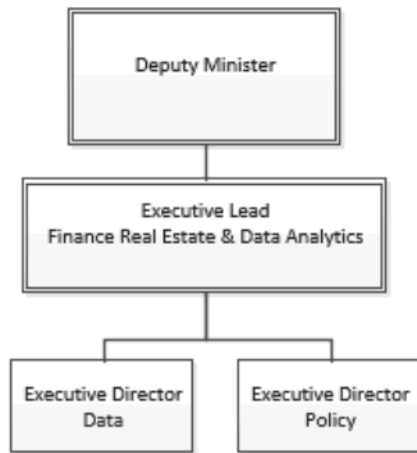 Deputy Minister
Executive Lead
Finance Real Estate & Data Analytics
Executive Director
Data
Executive Director
Policy